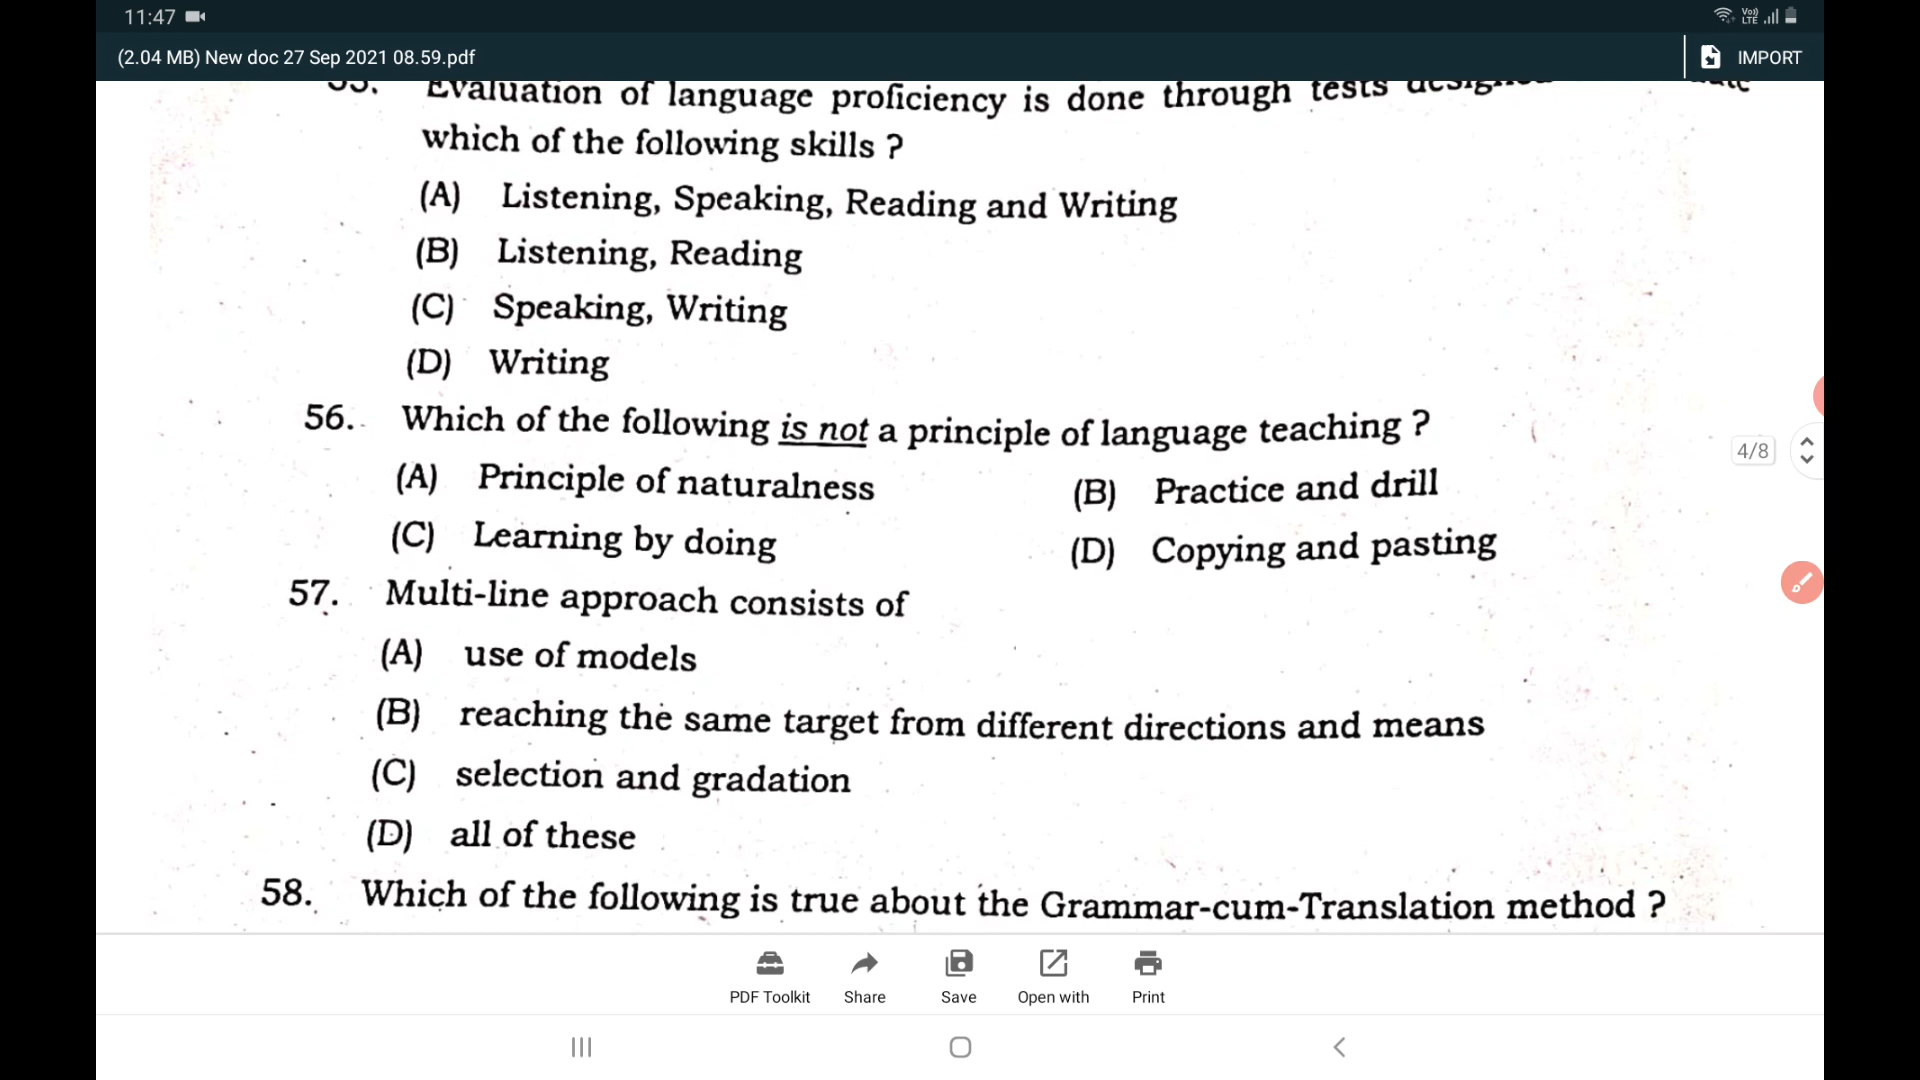 11:47
Vo)) LTE
(2.04 MB) New doc 27 Sep 2021 08.59.pdf
IMPORT
Evaluation of language proficiency is done through tests
which of the following skills ?
(A) Listening, Speaking, Reading and Writing
(B) Listening, Reading
(C) Speaking, Writing
(D) Writing
56. Which of the following is not a principle of language teaching ?
(A) Principle of naturalness (B) Practice and drill
(C) Learning by doing (D) Copying and pasting
4/8
57. Multi-line approach consists of
(A) use of models
(B) reaching the same target from different directions and means
(C) selection and gradation
(D) all of these
58. Which of the following is true about the Grammar-cum-Translation method ?
PDF Toolkit Share Save Open with Print